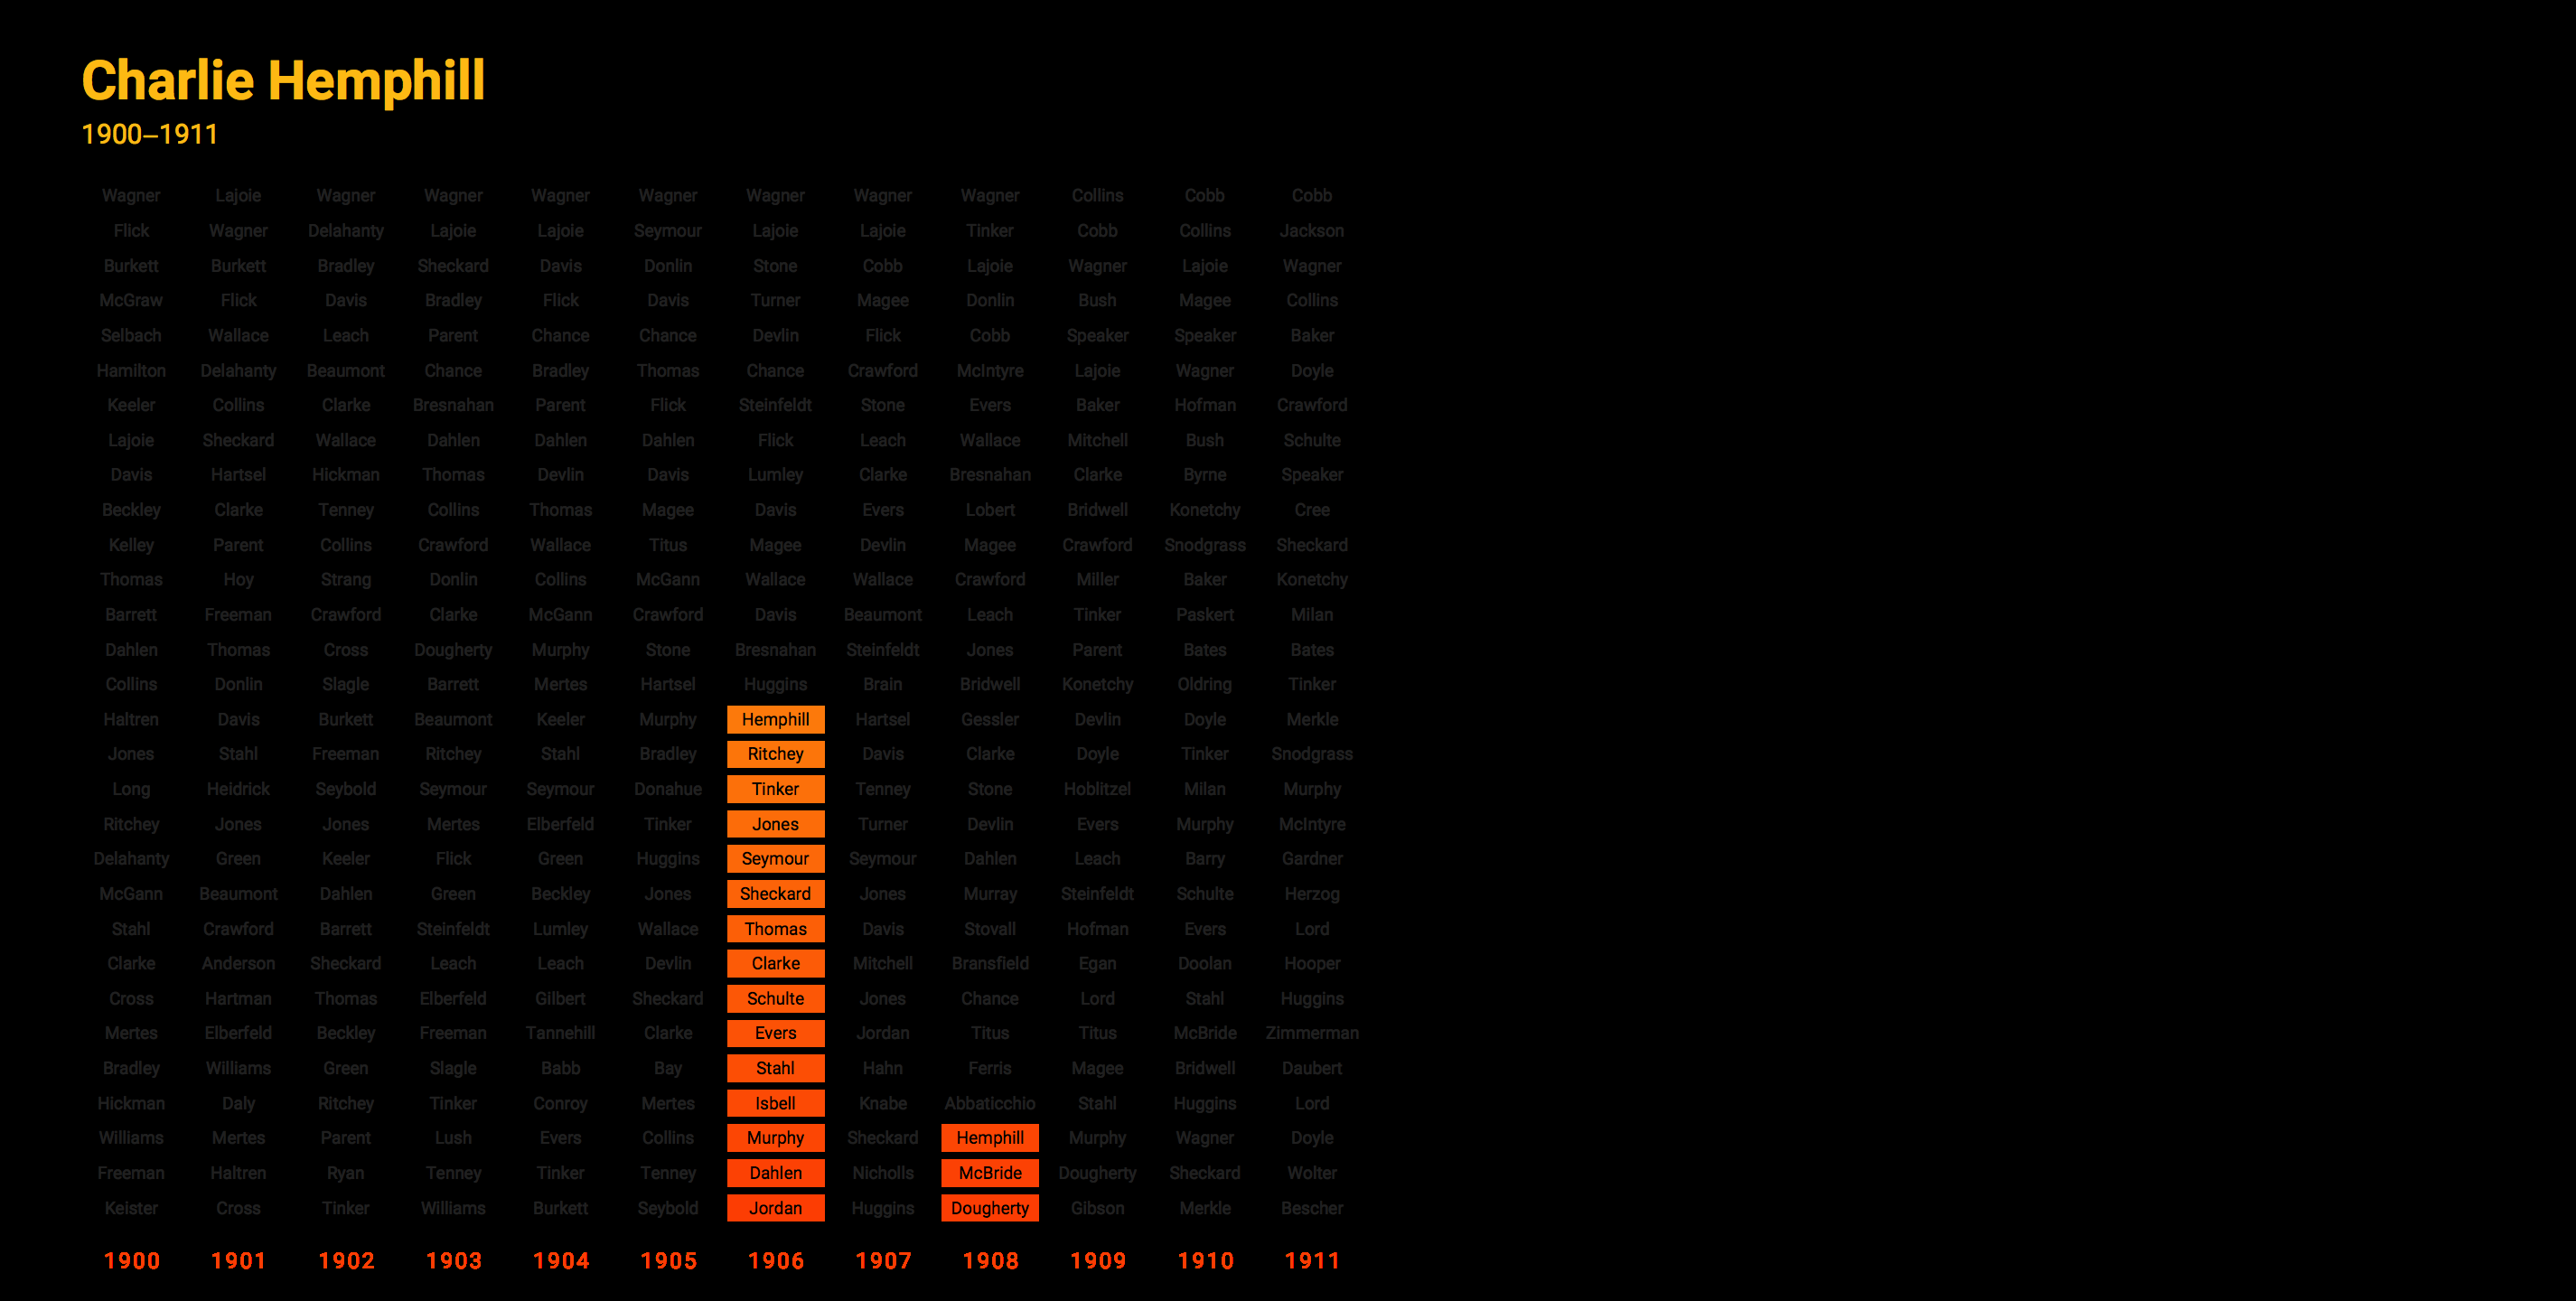 Charlie Hemphill
1900–1911
Wagner Lajoie Wagner Wagner Wagner Wagner Wagner Wagner Wagner Collins Cobb Cobb
Flick Wagner Delahanty Lajoie Lajoie Seymour Lajoie Lajoie Tinker Cobb Collins Jackson
Burkett Burkett Bradley Sheckard Davis Donlin Stone Cobb Lajoie Wagner Lajoie Wagner
McGraw Flick Davis Bradley Flick Davis Turner Magee Donlin Bush Magee Collins
Selbach Wallace Leach Parent Chance Chance Devlin Flick Cobb Speaker Speaker Baker
Hamilton Delahanty Beaumont Chance Bradley Thomas Chance Crawford McIntyre Lajoie Wagner Doyle
Keeler Collins Clarke Bresnahan Parent Flick Steinfeldt Stone Evers Baker Hofman Crawford
Lajoie Sheckard Wallace Dahlen Dahlen Dahlen Flick Leach Wallace Mitchell Bush Schulte
Davis Hartsel Hickman Thomas Devlin Davis Lumley Clarke Bresnahan Clarke Byrne Speaker
Beckley Clarke Tenney Collins Thomas Magee Davis Evers Lobert Bridwell Konetchy Cree
Kelley Parent Collins Crawford Wallace Titus Magee Devlin Magee Crawford Snodgrass Sheckard
Thomas Hoy Strang Donlin Collins McGann Wallace Wallace Crawford Miller Baker Konetchy
Barrett Freeman Crawford Clarke McGann Crawford Davis Beaumont Leach Tinker Paskert Milan
Dahlen Thomas Cross Dougherty Murphy Stone Bresnahan Steinfeldt Jones Parent Bates Bates
Collins Donlin Slagle Barrett Mertes Hartsel Huggins Brain Bridwell Konetchy Oldring Tinker
Haltren Davis Burkett Beaumont Keeler Murphy Hemphill Hartsel Gessler Devlin Doyle Merkle
Jones Stahl Freeman Ritchey Stahl Bradley Ritchey Davis Clarke Doyle Tinker Snodgrass
Long Heidrick Seybold Seymour Seymour Donahue Tinker Tenney Stone Hoblitzel Milan Murphy
Ritchey Jones Jones Mertes Elberfeld Tinker Jones Turner Devlin Evers Murphy McIntyre
Delahanty Green Keeler Flick Green Huggins Seymour Seymour Dahlen Leach Barry Gardner
McGann Beaumont Dahlen Green Beckley Jones Sheckard Jones Murray Steinfeldt Schulte Herzog
Stahl Crawford Barrett Steinfeldt Lumley Wallace Thomas Davis Stovall Hofman Evers Lord
Clarke Anderson Sheckard Leach Leach Devlin Clarke Mitchell Bransfield Egan Doolan Hooper
Cross Hartman Thomas Elberfeld Gilbert Sheckard Schulte Jones Chance Lord Stahl Huggins
Mertes Elberfeld Beckley Freeman Tannehill Clarke Evers Jordan Titus Titus McBride Zimmerman
Bradley Williams Green Slagle Babb Bay Stahl Hahn Ferris Magee Bridwell Daubert
Hickman Daly Ritchey Tinker Conroy Mertes Isbell Knabe Abbaticchio Stahl Huggins Lord
Williams Mertes Parent Lush Evers Collins Murphy Sheckard Hemphill Murphy Wagner Doyle
Freeman Haltren Ryan Tenney Tinker Tenney Dahlen Nicholls McBride Dougherty Sheckard Wolter
Keister Cross Tinker Williams Burkett Seybold Jordan Huggins Dougherty Gibson Merkle Bescher
1900 1901 1902 1903 1904 1905 1906 1907 1908 1909 1910 1911